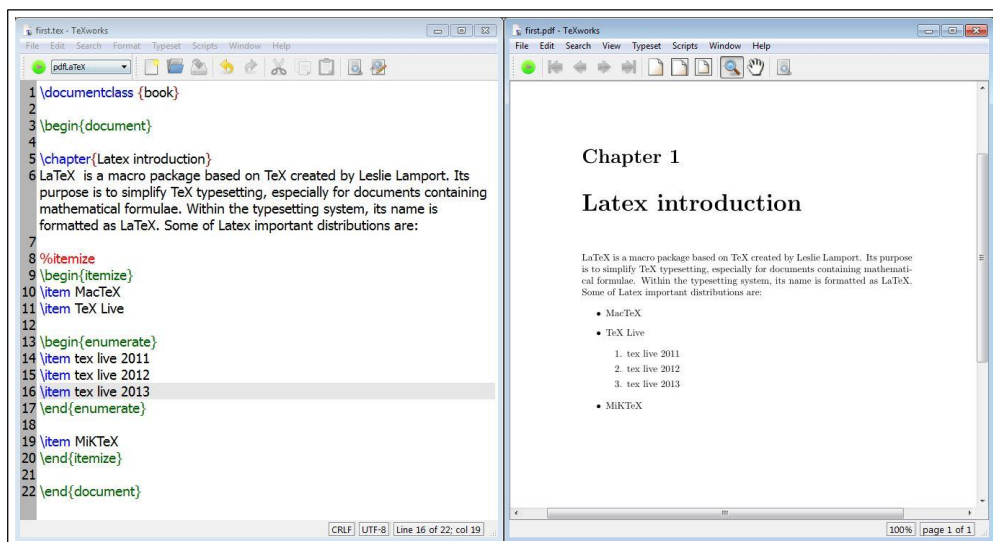 first.tex - TeXworks
File Edit Search Format Typeset Scripts Window Help
pdfLaTeX
1 \documentclass {book}
2
3 \begin{document}
4
5 \chapter{Latex introduction}
6 LaTeX  is a macro package based on TeX created by Leslie Lamport. Its
purpose is to simplify TeX typesetting, especially for documents containing
mathematical formulae. Within the typesetting system, its name is
formatted as LaTeX. Some of Latex important distributions are:
7
8 %itemize
9 \begin{itemize}
10 \item MacTeX
11 \item TeX Live
12
13 \begin{enumerate}
14 \item tex live 2011
15 \item tex live 2012
16 \item tex live 2013
17 \end{enumerate}
18
19 \item MiKTeX
20 \end{itemize}
21
22 \end{document}
CRLF UTF-8 Line 16 of 22; col 19
first.pdf - TeXworks
File Edit Search View Typeset Scripts Window Help
Chapter 1
Latex introduction
LaTeX is a macro package based on TeX created by Leslie Lamport. Its purpose
is to simplify TeX typesetting, especially for documents containing mathemati-
cal formulae. Within the typesetting system, its name is formatted as LaTeX.
Some of Latex important distributions are:
• MacTeX
• TeX Live
1. tex live 2011
2. tex live 2012
3. tex live 2013
• MiKTeX
100% page 1 of 1